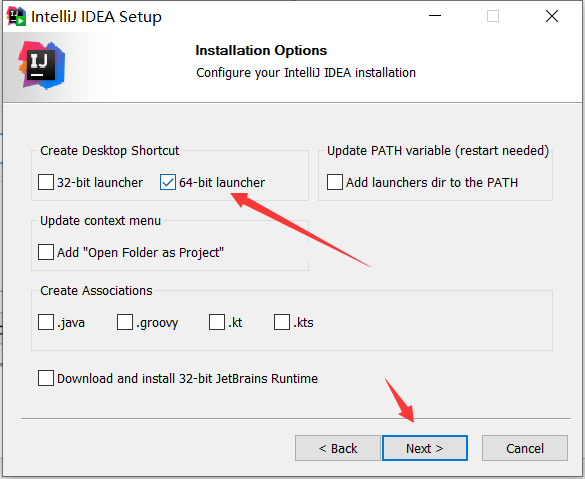 IntelliJ IDEA Setup
IJ
Installation Options
Configure your IntelliJ IDEA installation
Create Desktop Shortcut
32-bit launcher 64-bit launcher
Update PATH variable (restart needed)
Add launchers dir to the PATH
Update context menu
Add "Open Folder as Project"
Create Associations
.java .groovy .kt .kts
Download and install 32-bit JetBrains Runtime
< Back Next > Cancel